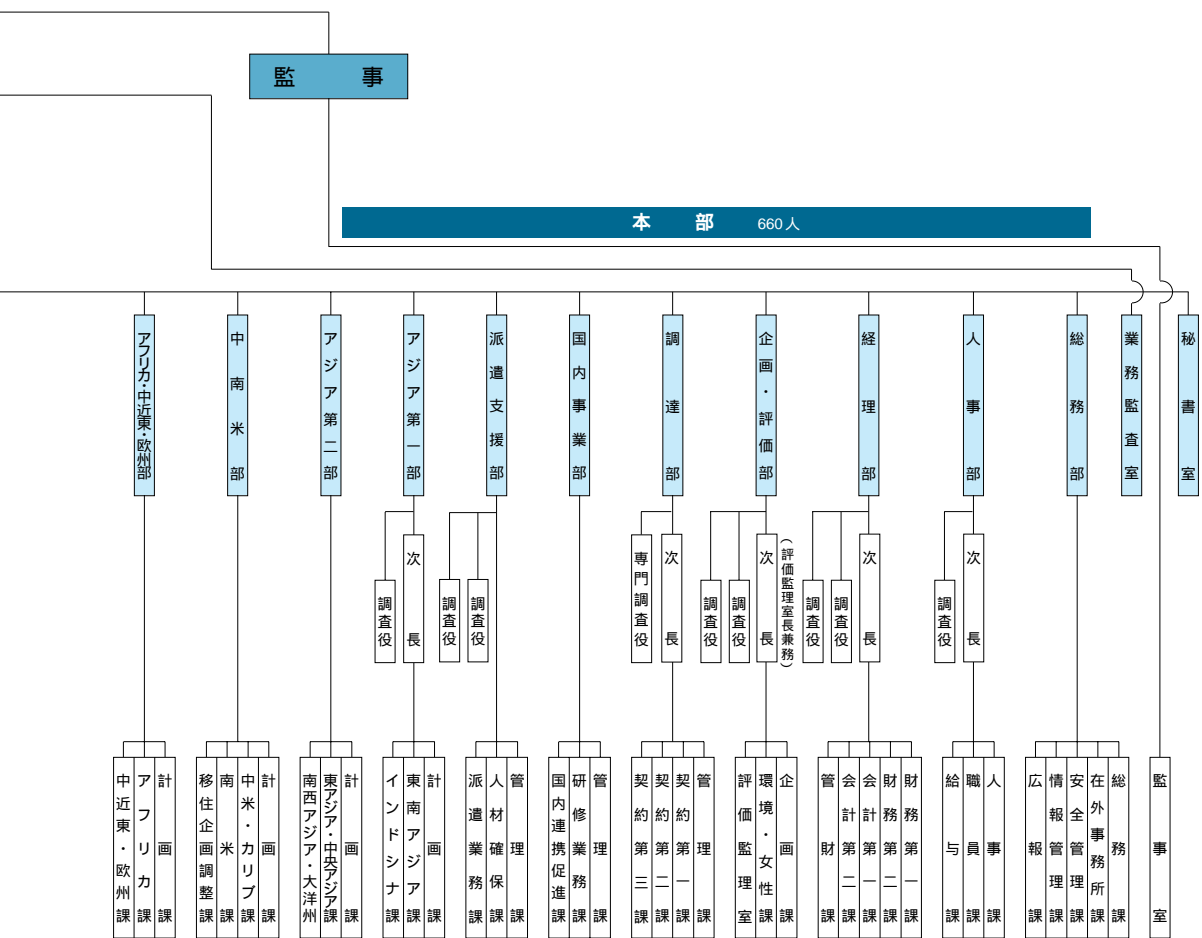 監事
本部 660人
秘書室
業務監査室
総務部
人事部
経理部
企画・評価部
調達部
国内事業部
派遣支援部
アジア第一部
アジア第二部
中南米部
アフリカ・中近東・欧州部
次長
調査役
次長
調査役
調査役
(評価監理室長兼務)
次長
調査役
調査役
次長
専門調査役
調査役
調査役
次長
調査役
監事室
総務課
在外事務所課
安全管理課
情報管理課
広報課
人事課
職員課
給与課
財務第一課
財務第二課
会計第一課
会計第二課
管財課
企画課
環境・女性課
評価監理室
管理課
契約第一課
契約第二課
契約第三課
管理課
研修業務課
国内連携促進課
管理課
人材確保課
派遣業務課
計画課
東南アジア課
インドシナ課
計画課
東アジア・中央アジア課
南西アジア・大洋州課
計画課
中米・カリブ課
南米課
移住企画調整課
計画課
アフリカ課
中近東・欧州課